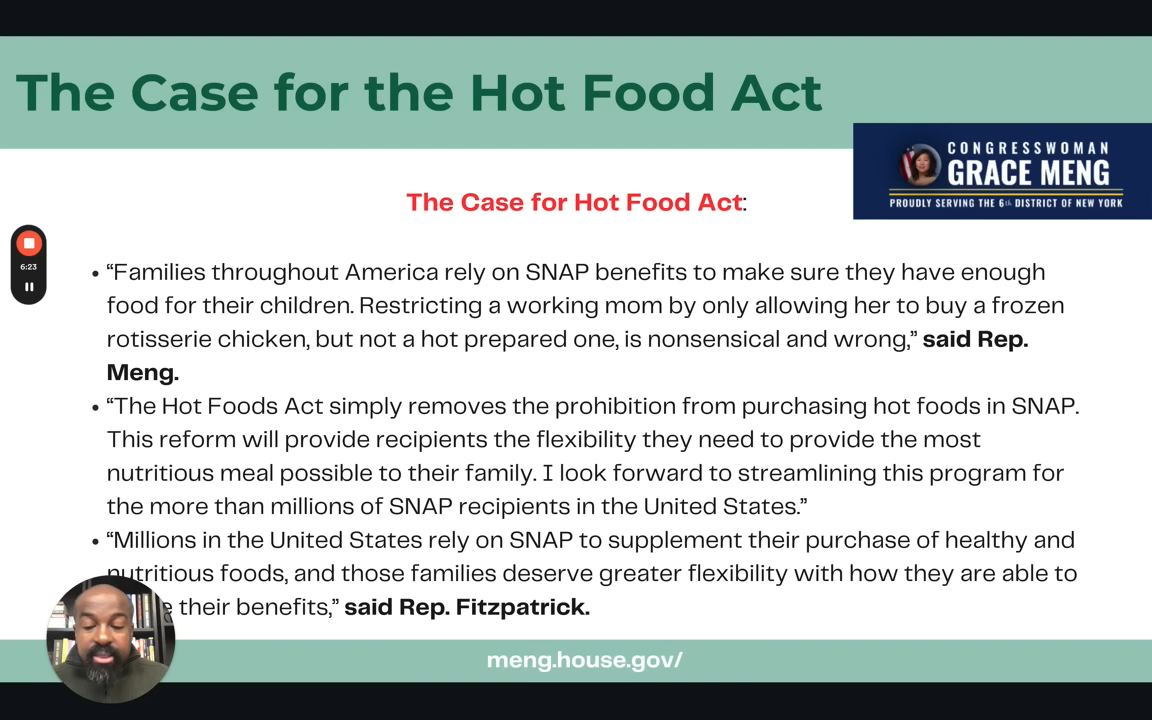 The Case for the Hot Food Act
CONGRESSWOMAN
GRACE MENG
PROUDLY SERVING THE 6th DISTRICT OF NEW YORK
The Case for Hot Food Act:
6:23
• “Families throughout America rely on SNAP benefits to make sure they have enough
food for their children. Restricting a working mom by only allowing her to buy a frozen
rotisserie chicken, but not a hot prepared one, is nonsensical and wrong,” said Rep.
Meng.
• “The Hot Foods Act simply removes the prohibition from purchasing hot foods in SNAP.
This reform will provide recipients the flexibility they need to provide the most
nutritious meal possible to their family. I look forward to streamlining this program for
the more than millions of SNAP recipients in the United States.”
• “Millions in the United States rely on SNAP to supplement their purchase of healthy and
nutritious foods, and those families deserve greater flexibility with how they are able to
their benefits,” said Rep. Fitzpatrick.
meng.house.gov/